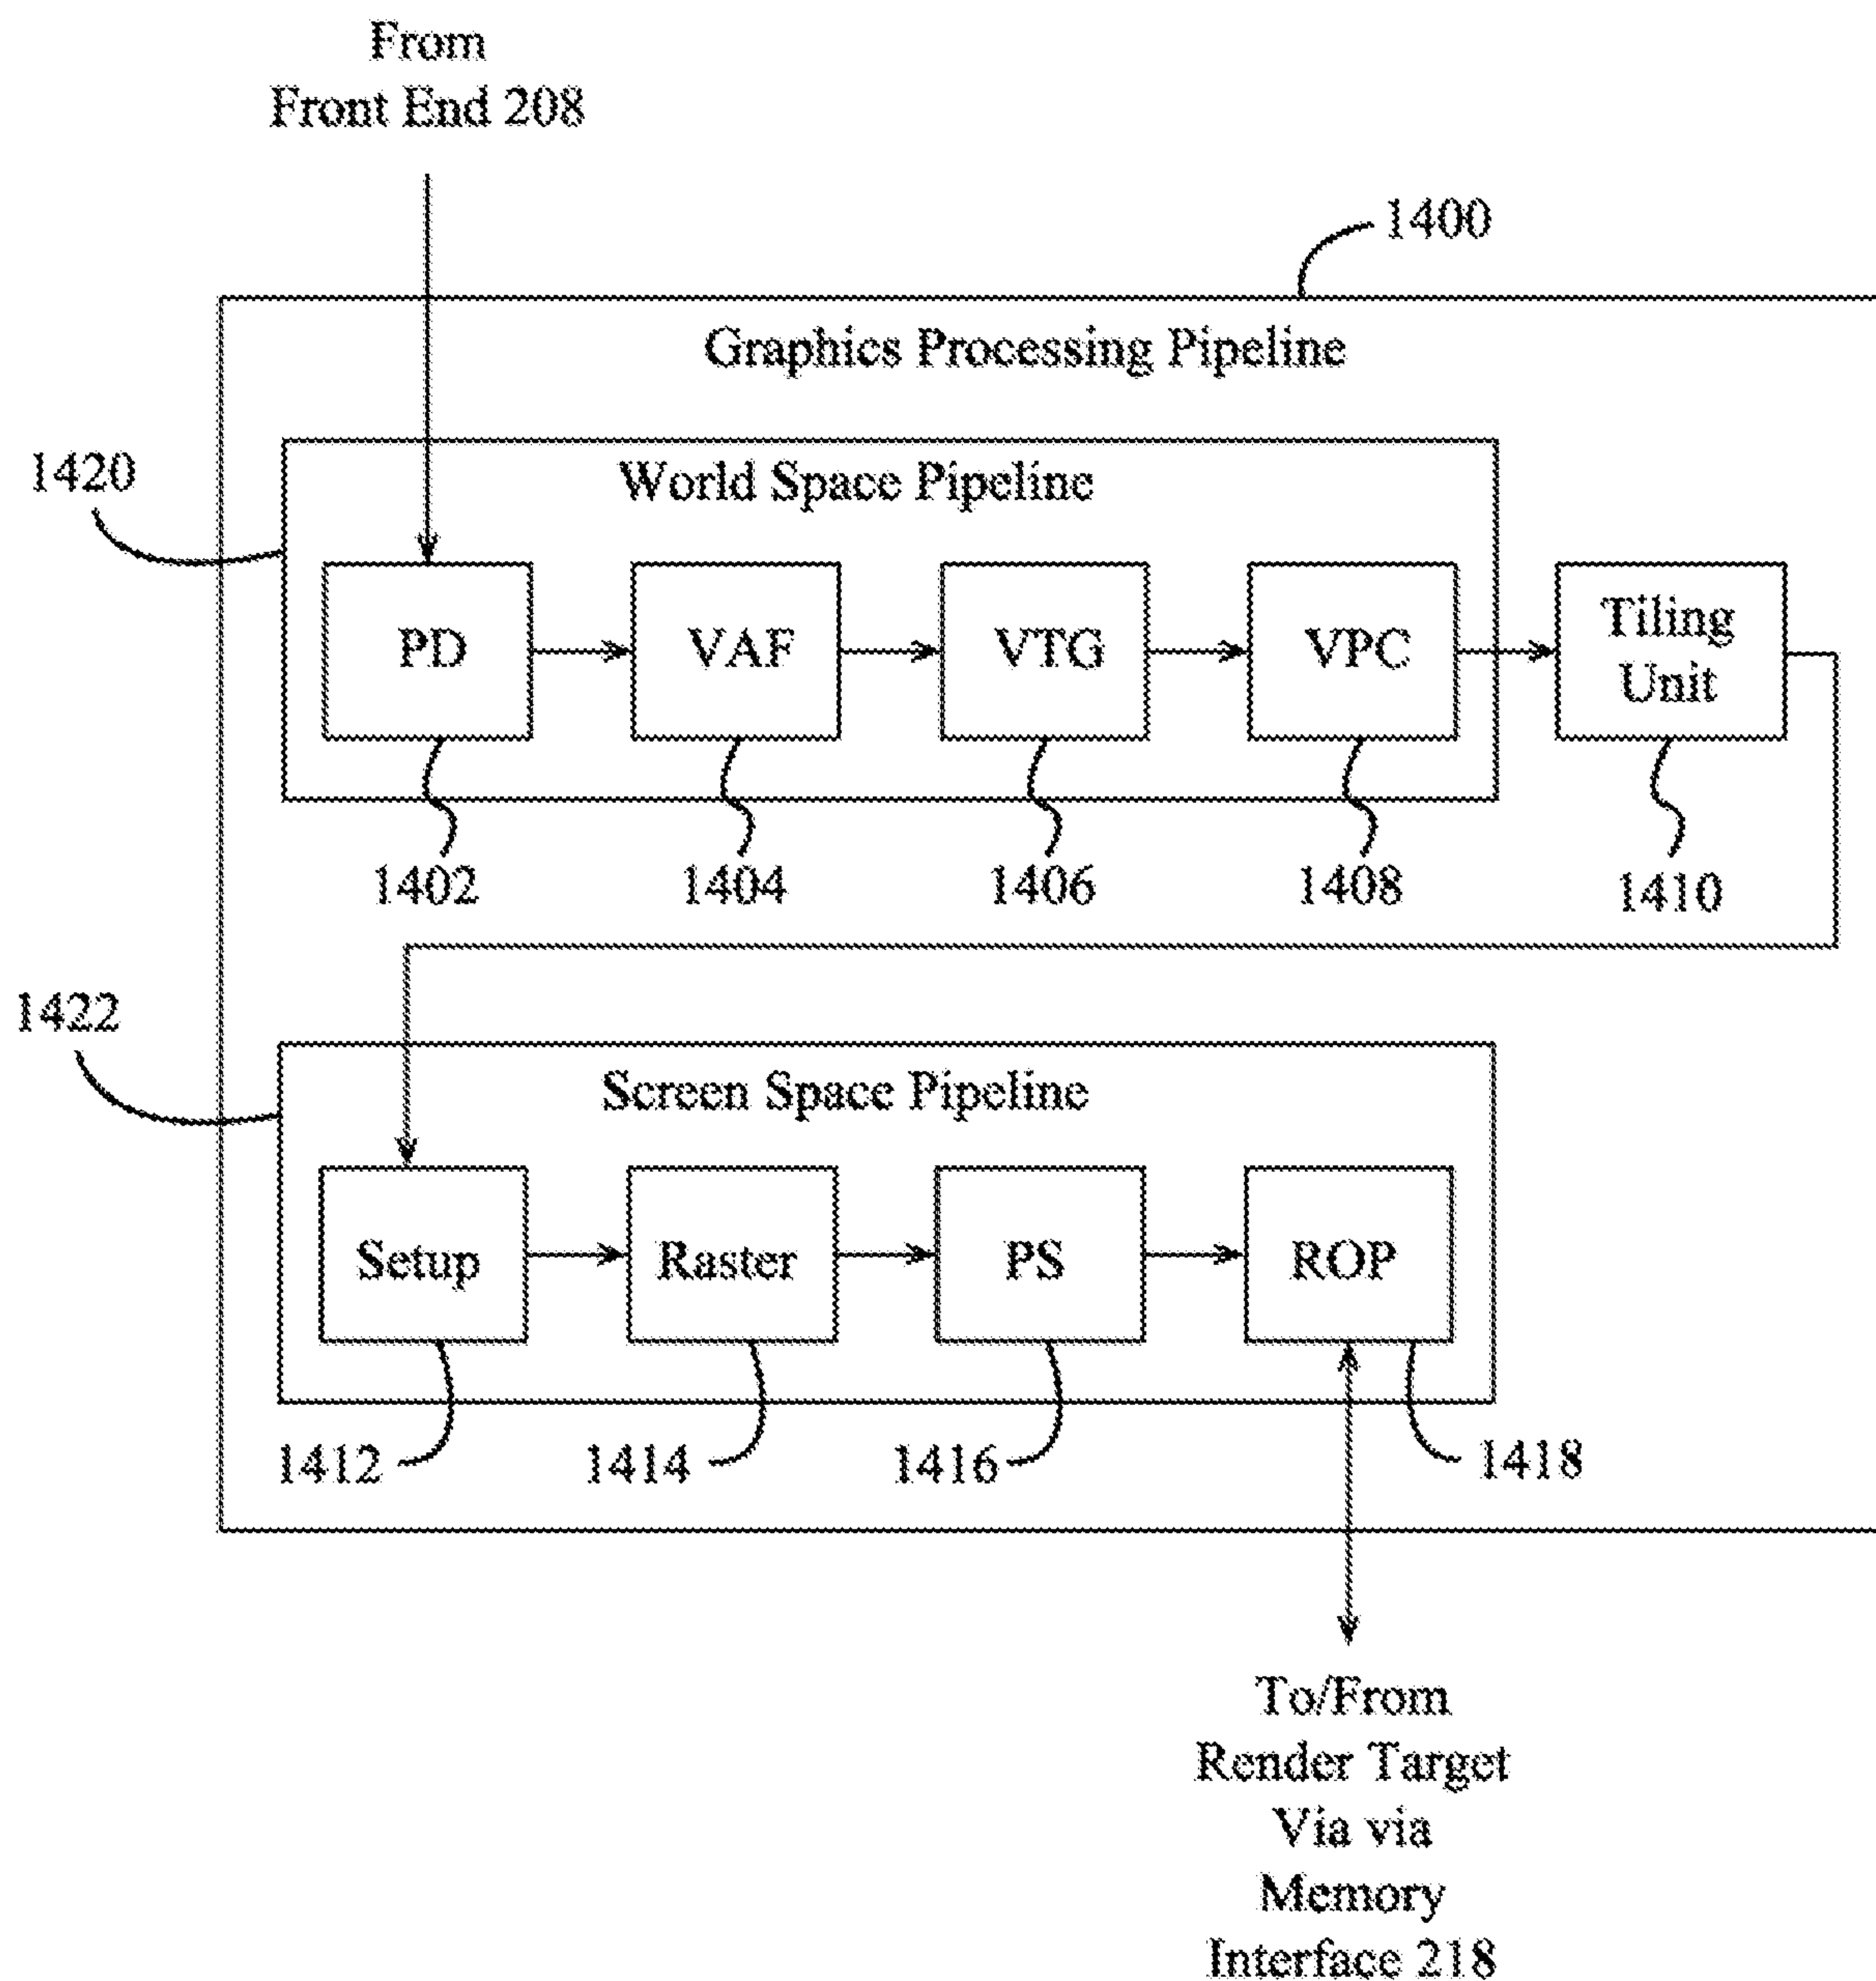 From
Front End 208
1400
Graphics Processing Pipeline
1420
World Space Pipeline
PD
VAF
VTG
VPC
Tiling
Unit
1402
1404
1406
1408
1410
1422
Screen Space Pipeline
Setup
Raster
PS
ROP
1412
1414
1416
1418
To/From
Render Target
Via via
Memory
Interface 218